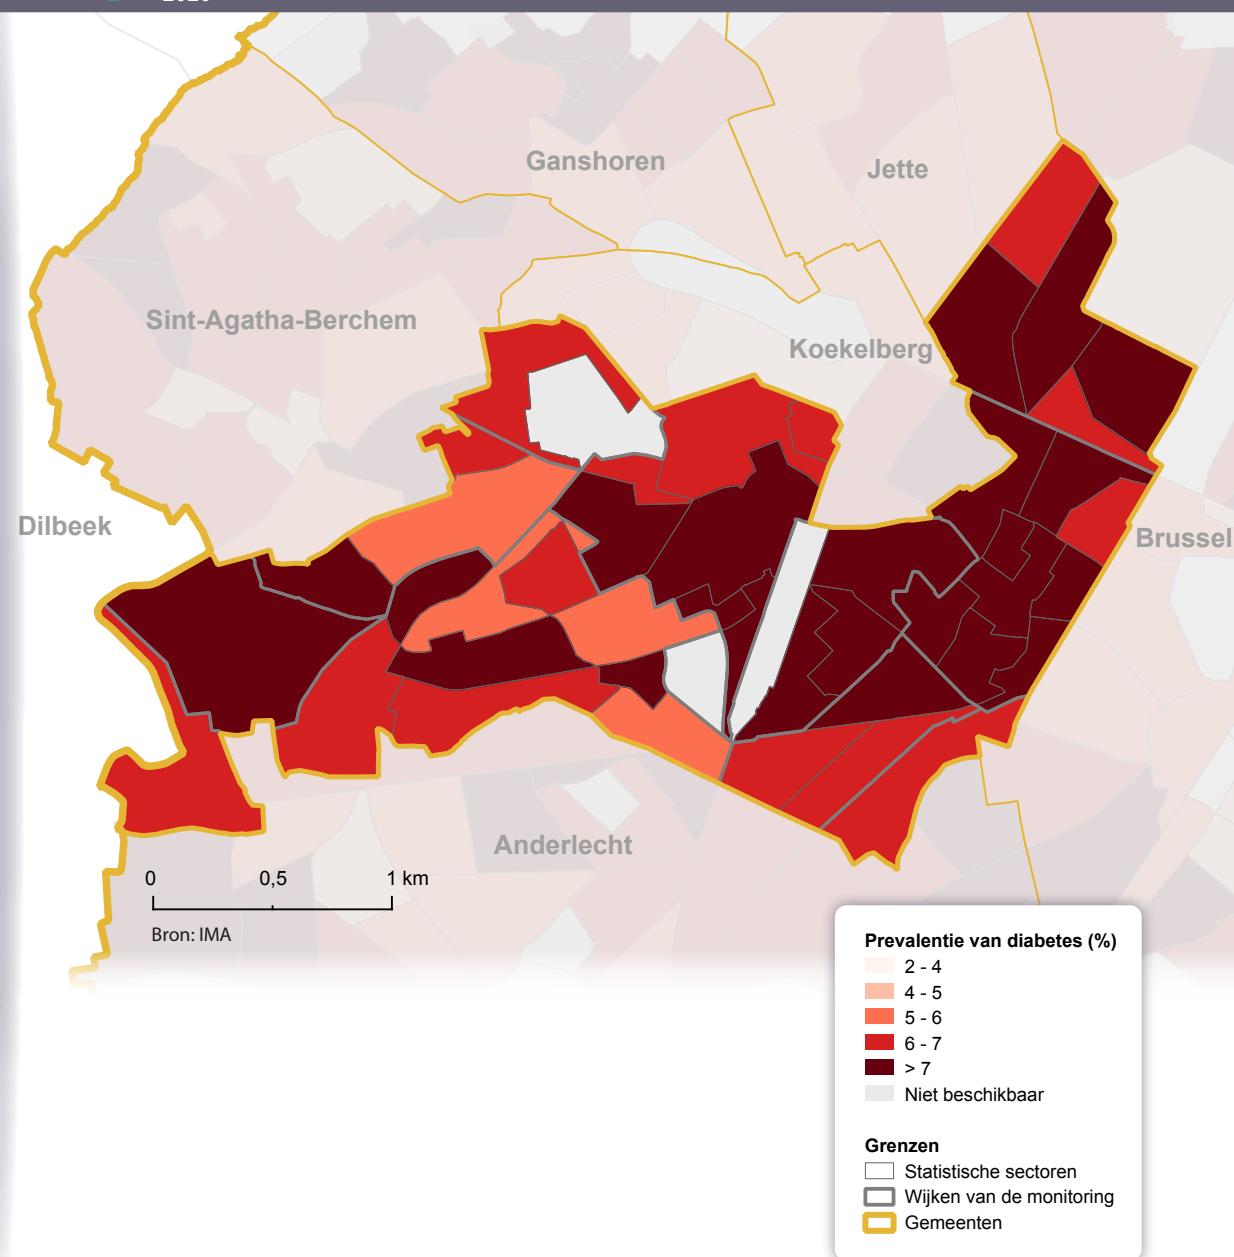 Ganshoren
Jette
Sint-Agatha-Berchem
Koekelberg
Dilbeek
Brussel
Anderlecht
0 0,5 1 km
Bron: IMA
Prevalentie van diabetes (%)
2 - 4
4 - 5
5 - 6
6 - 7
> 7
Niet beschikbaar
Grenzen
Statistische sectoren
Wijken van de monitoring
Gemeenten